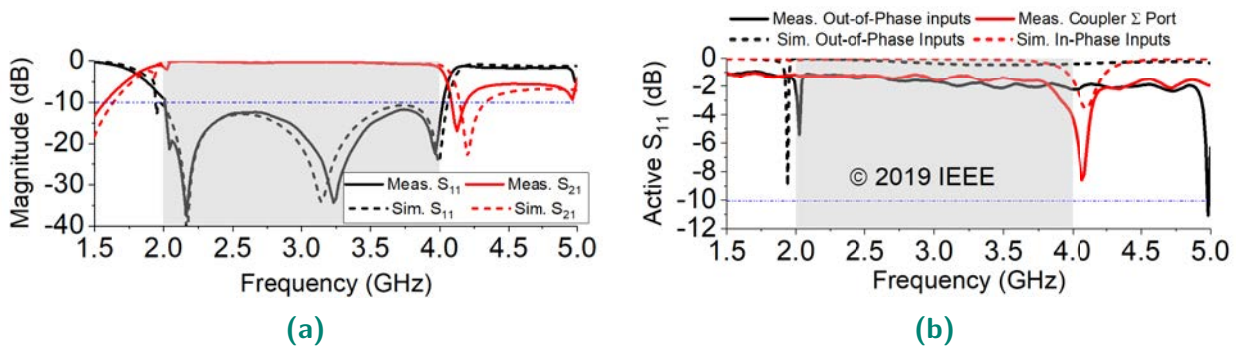 0
-10
-20
-30
-40
Magnitude (dB)
Meas. S11 Meas. S21
Sim. S11 Sim. S21
1.5 2.0 2.5 3.0 3.5 4.0 4.5 5.0
Frequency (GHz)
(a)
Meas. Out-of-Phase inputs Meas. Coupler Σ Port
Sim. Out-of-Phase Inputs Sim. In-Phase Inputs
0
-2
-4
-6
-8
-10
-12
Active S11 (dB)
© 2019 IEEE
1.5 2.0 2.5 3.0 3.5 4.0 4.5 5.0
Frequency (GHz)
(b)